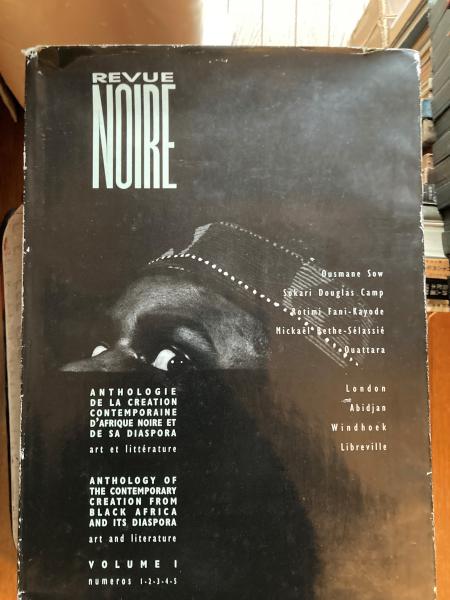 REVUE
NOIRE
Ousmane Sow
Sokari Douglas Camp
Rotimi Fani-Kayode
Mickaël Bethe-Sélassié
Ouattara
London
Abidjan
Windhoek
Libreville
ANTHOLOGIE
DE LA CREATION
CONTEMPORAINE
D'AFRIQUE NOIRE ET
DE SA DIASPORA
art et littérature
ANTHOLOGY OF
THE CONTEMPORARY
CREATION FROM
BLACK AFRICA
AND ITS DIASPORA
art and literature
VOLUME I
numeros 1-2-3-4-5